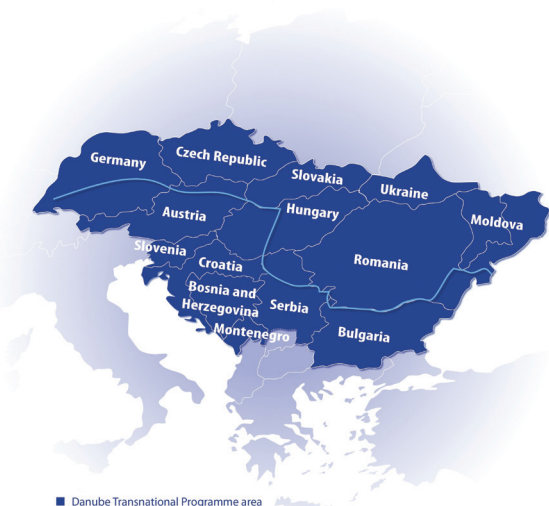 Germany
Czech Republic
Slovakia
Ukraine
Austria
Hungary
Moldova
Slovenia
Croatia
Romania
Bosnia and
Herzegovina
Serbia
Montenegro
Bulgaria
Danube Transnational Programme area